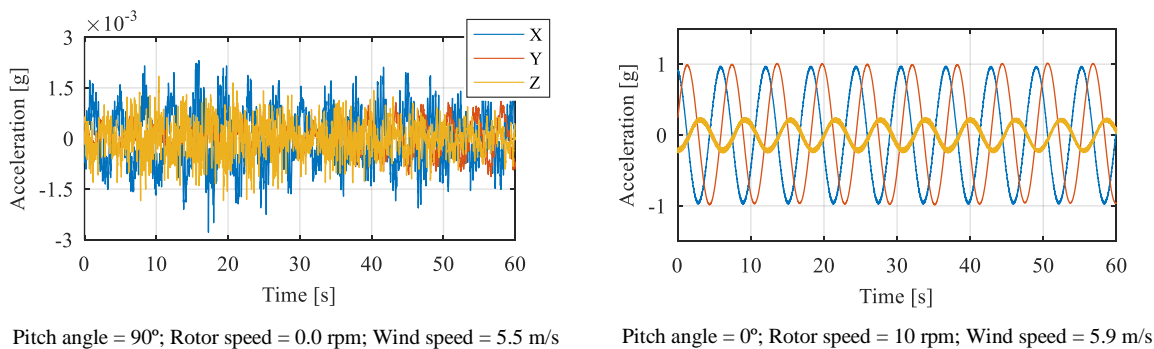 ×10⁻³
3
1.5
0
-1.5
-3
Acceleration [g]
0 10 20 30 40 50 60
Time [s]
X
Y
Z
Pitch angle = 90º; Rotor speed = 0.0 rpm; Wind speed = 5.5 m/s
1
0
-1
Acceleration [g]
0 10 20 30 40 50 60
Time [s]
Pitch angle = 0º; Rotor speed = 10 rpm; Wind speed = 5.9 m/s